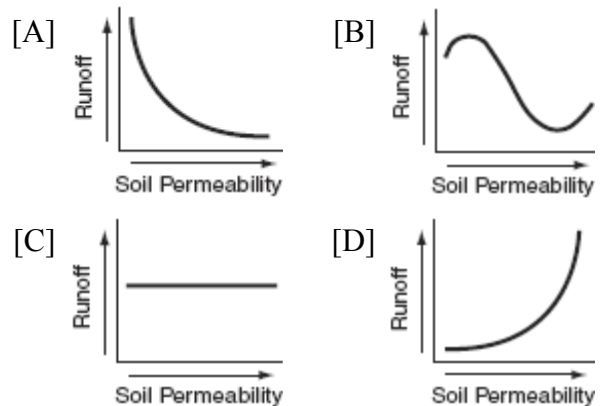 [A]
Runoff
Soil Permeability
[B]
Runoff
Soil Permeability
[C]
Runoff
Soil Permeability
[D]
Runoff
Soil Permeability